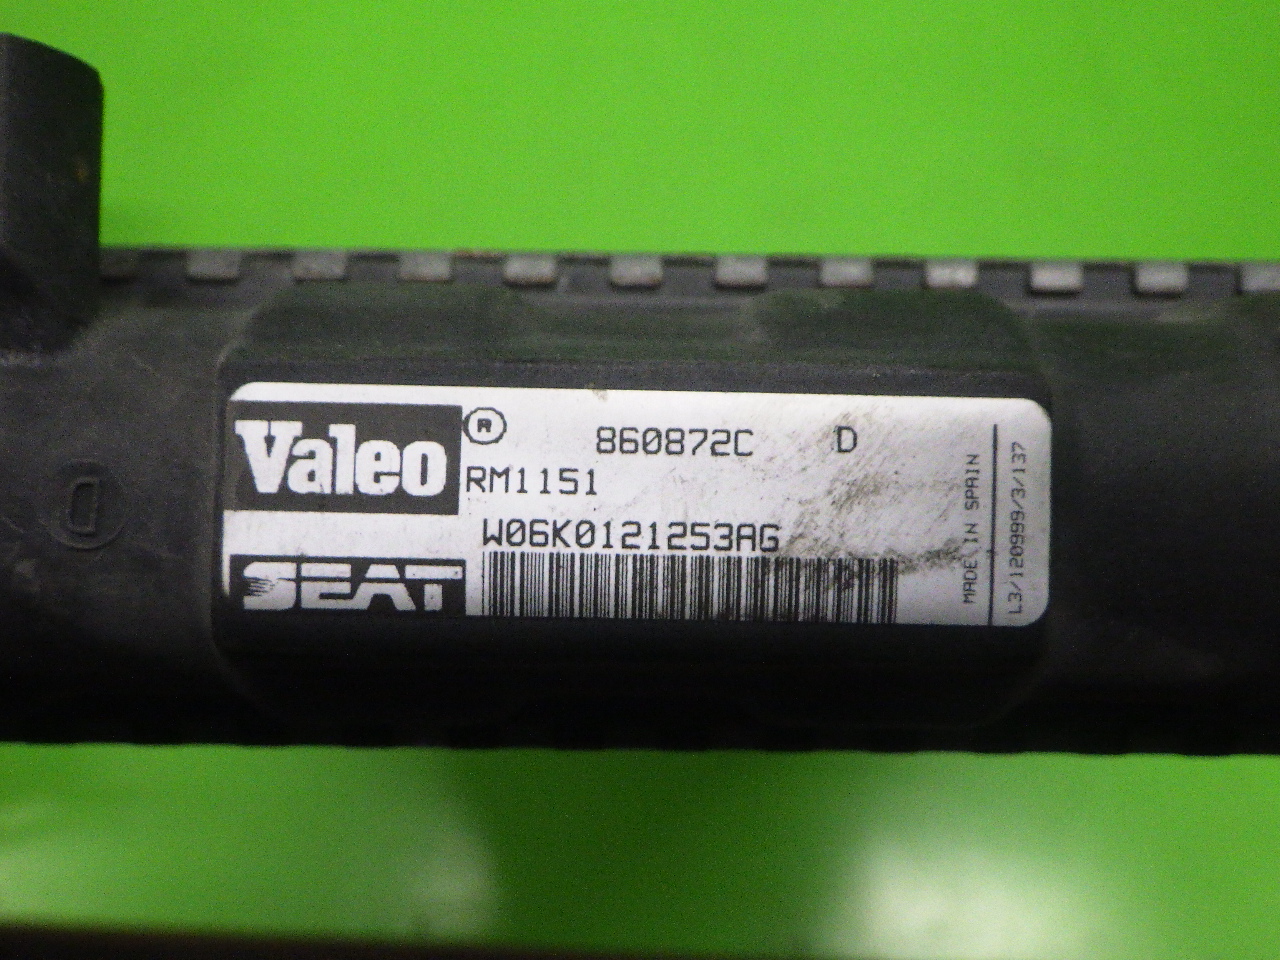 Valeo ®
860872C D
RM1151
W06K0121253AG
SEAT
MADE IN SPAIN
L3/120999/3/137
D